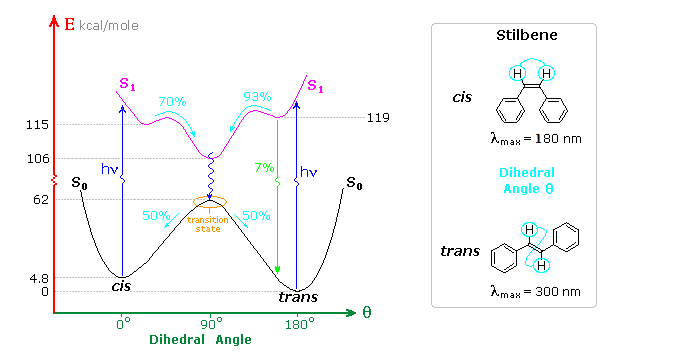 E kcal/mole
S1
S1
70%
93%
115
119
106
hν
7%
hν
S0
S0
62
50%
50%
transition
state
4.8
0
cis
trans
0°
90°
180°
θ
Dihedral Angle
Stilbene
H
H
cis
λmax = 180 nm
Dihedral
Angle θ
H
trans
H
λmax = 300 nm